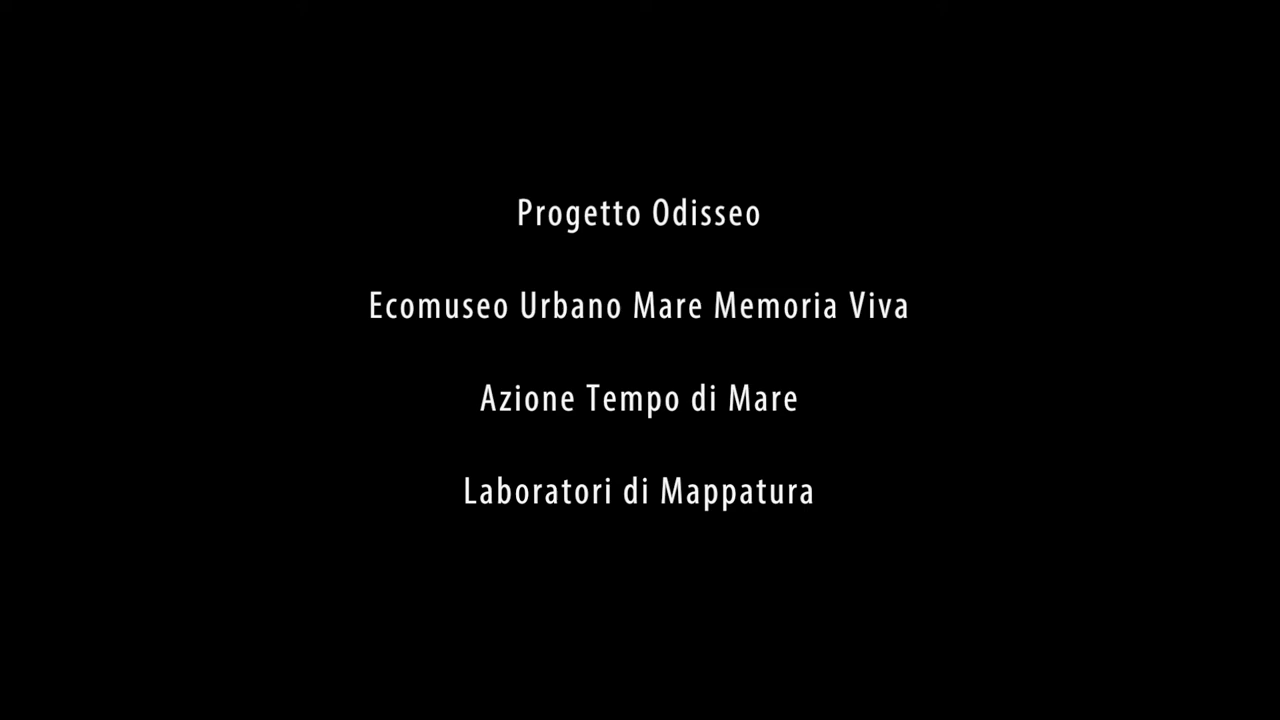 Progetto Odisseo
Ecomuseo Urbano Mare Memoria Viva
Azione Tempo di Mare
Laboratori di Mappatura